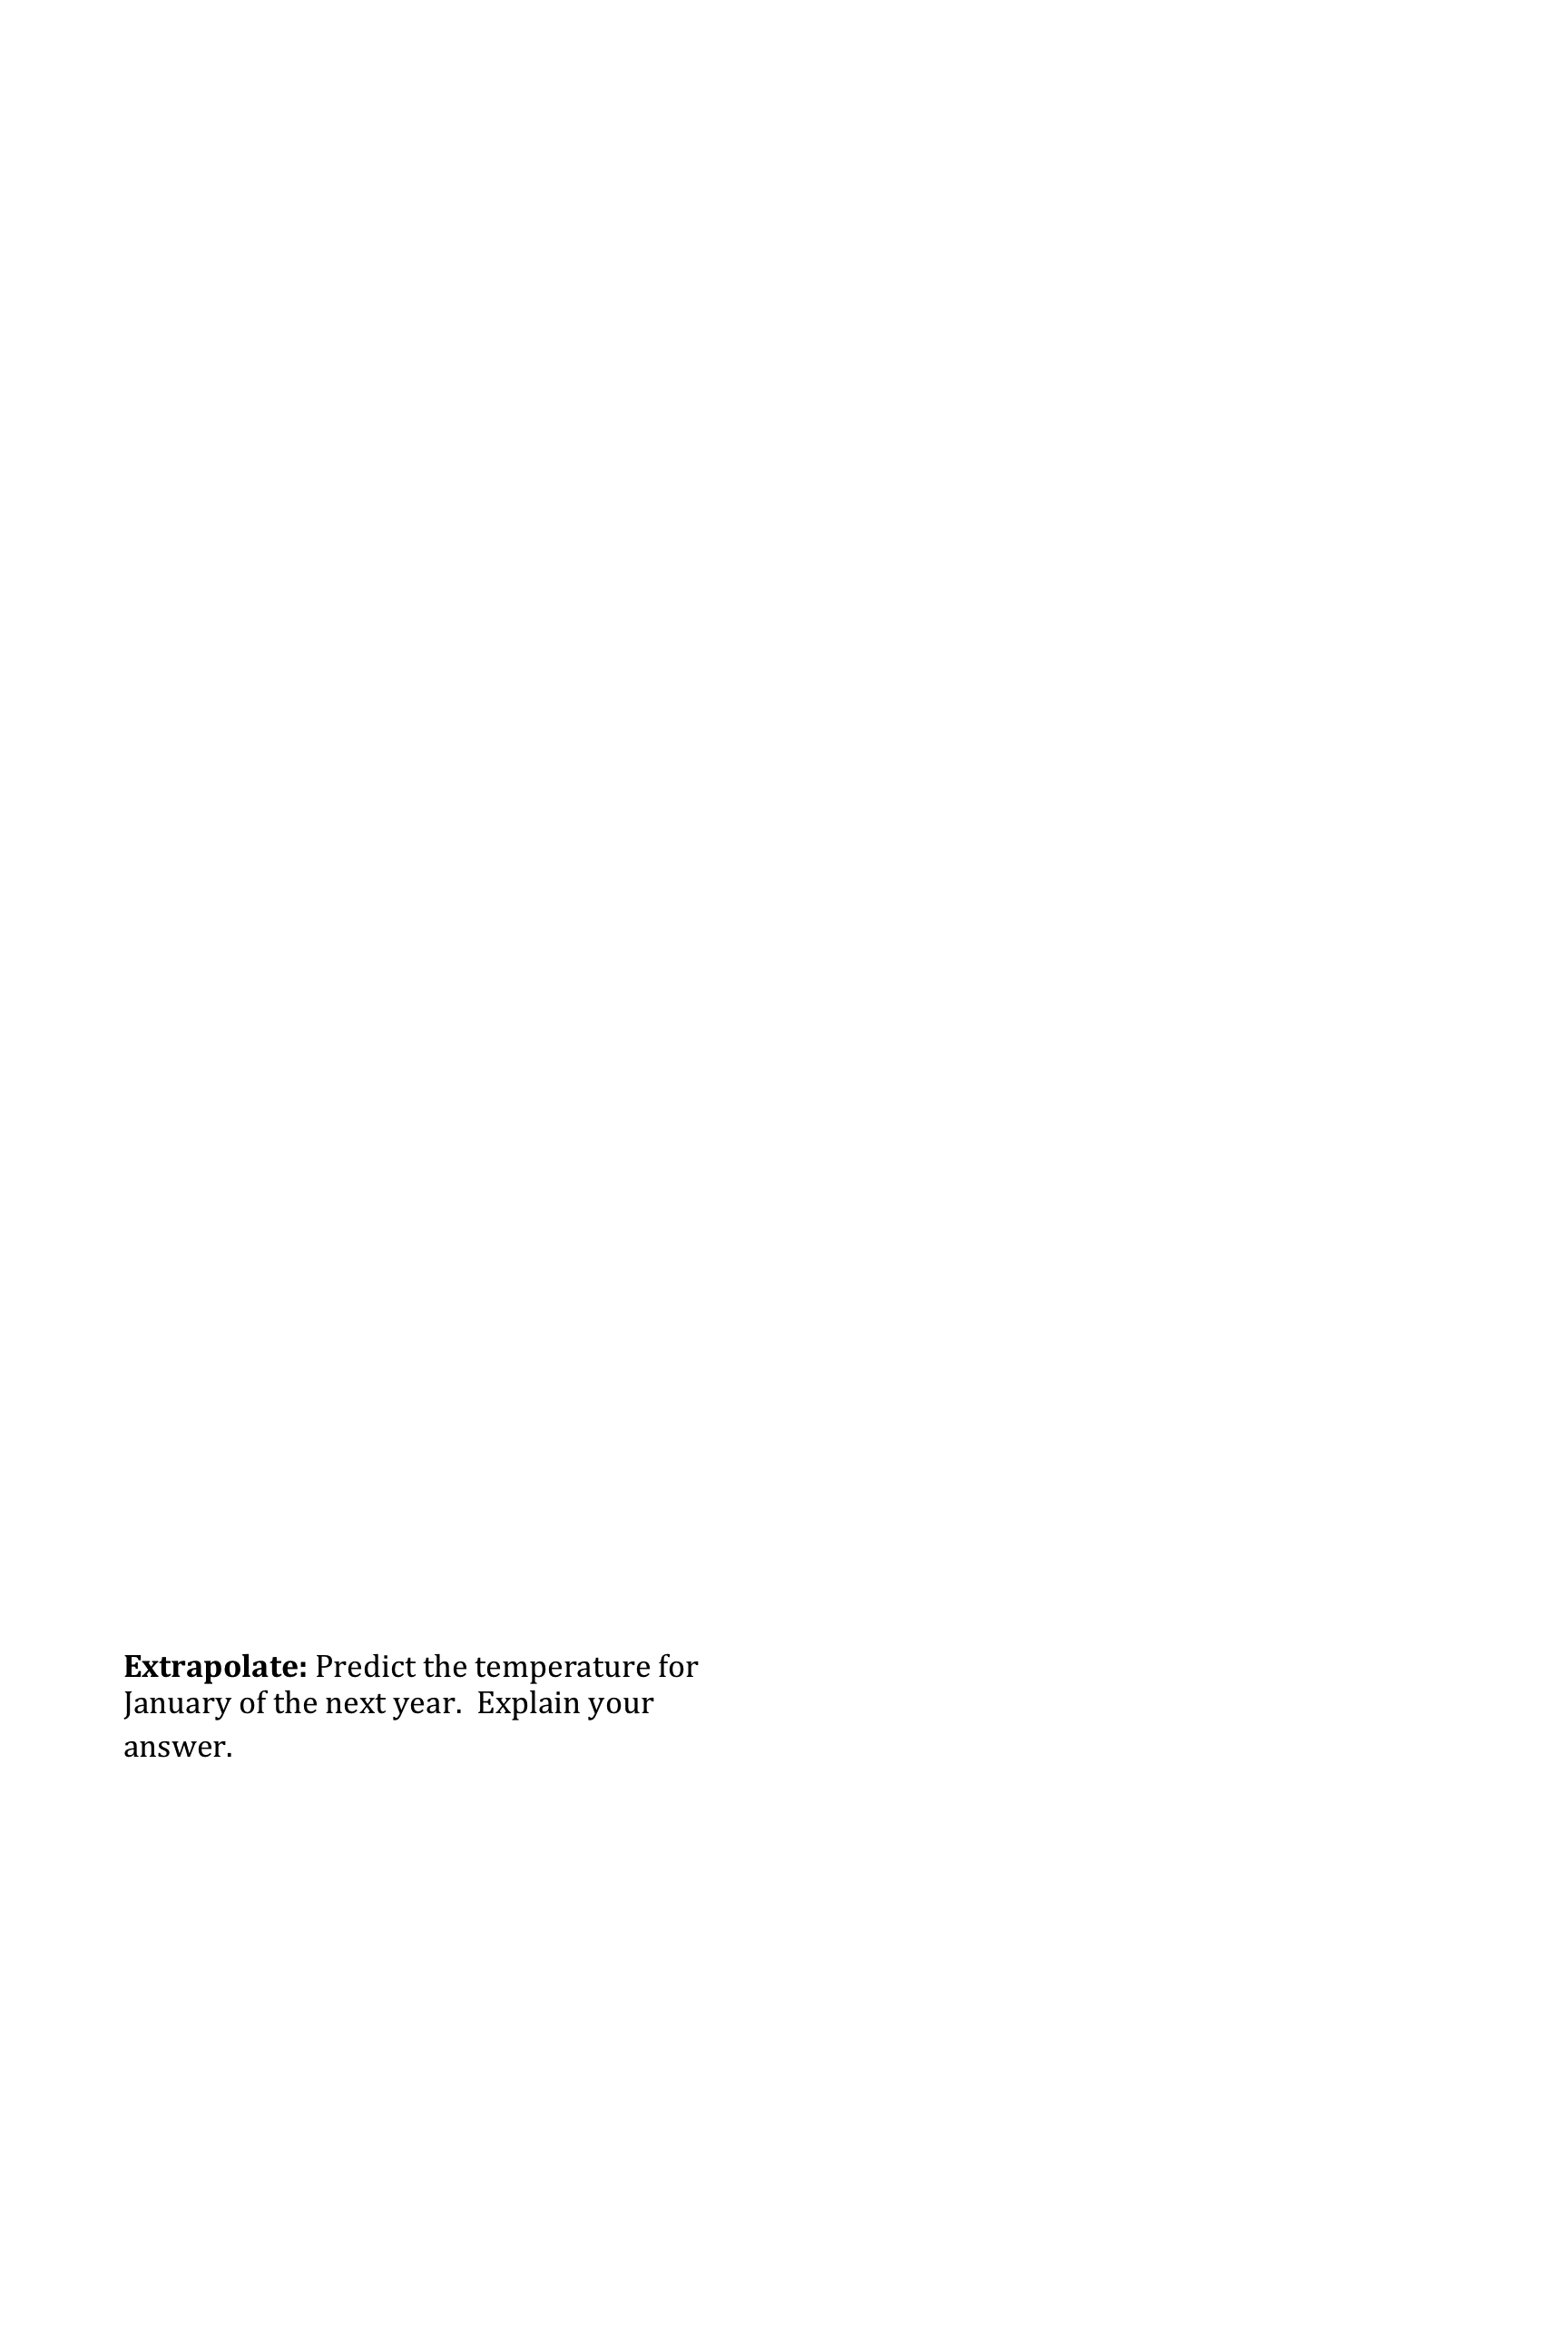 Extrapolate: Predict the temperature for
January of the next year.  Explain your
answer.